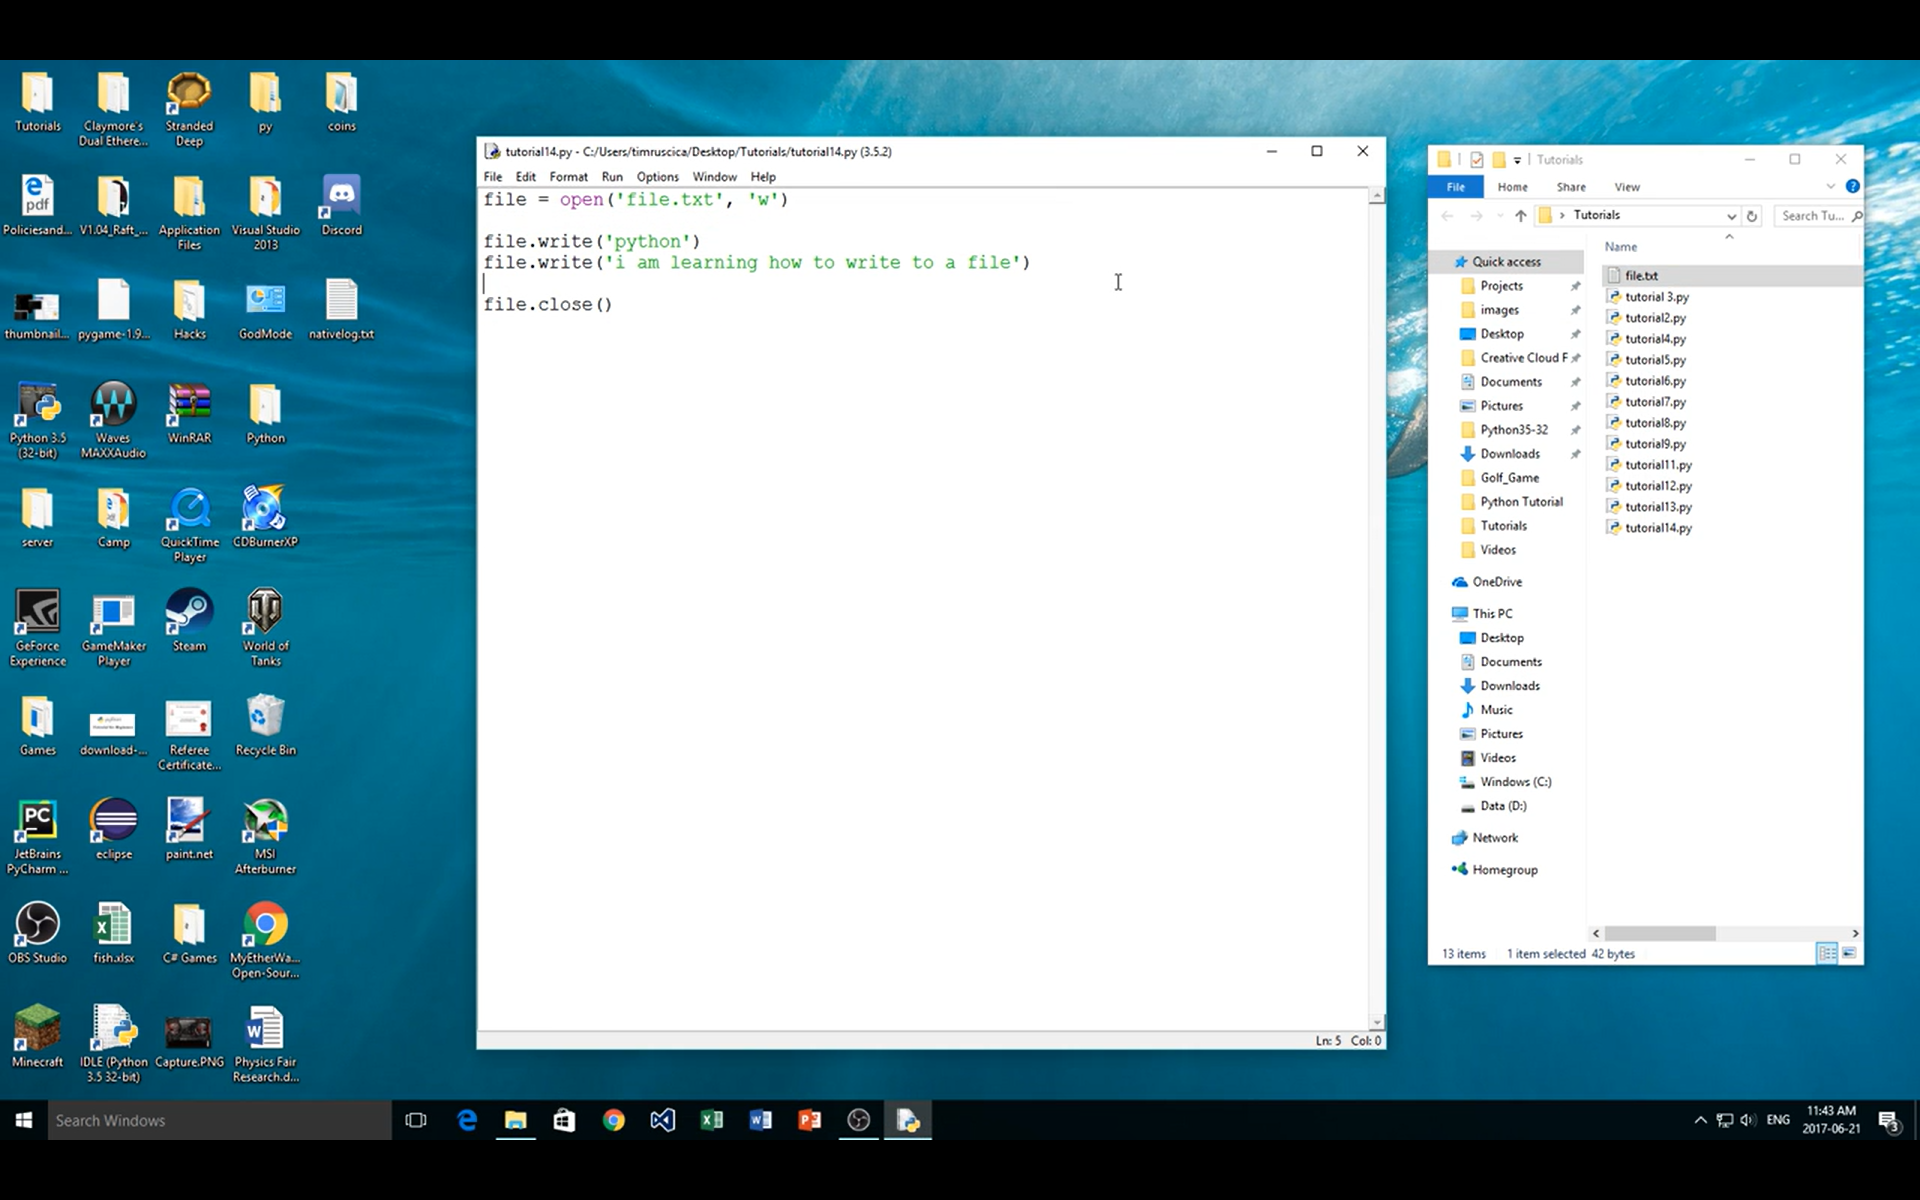 Tutorials
Claymore's
Dual Ethere...
Stranded
Deep
py
coins
Policiesand...
V1.04_Raft_...
Application
Files
Visual Studio
2013
Discord
pdf
thumbnail...
pygame-1.9...
Hacks
GodMode
nativelog.txt
Python 3.5
(32-bit)
Waves
MAXXAudio
WinRAR
Python
server
Camp
QuickTime
Player
CDBurnerXP
GeForce
Experience
GameMaker
Player
Steam
World of
Tanks
Games
download-...
Referee
Certificate...
Recycle Bin
PC
JetBrains
PyCharm ...
eclipse
paint.net
MSI
Afterburner
OBS Studio
fish.xlsx
C# Games
MyEtherWa...
Open-Sour...
Minecraft
IDLE (Python
3.5 32-bit)
Capture.PNG
Physics Fair
Research.d...
tutorial14.py - C:/Users/timruscica/Desktop/Tutorials/tutorial14.py (3.5.2)
File Edit Format Run Options Window Help
file = open('file.txt', 'w')
file.write('python')
file.write('i am learning how to write to a file')
file.close()
Ln: 5 Col: 0
Tutorials
File Home Share View
Tutorials
Search Tu...
Quick access
Projects
images
Desktop
Creative Cloud F
Documents
Pictures
Python35-32
Downloads
Golf_Game
Python Tutorial
Tutorials
Videos
OneDrive
This PC
Desktop
Documents
Downloads
Music
Pictures
Videos
Windows (C:)
Data (D:)
Network
Homegroup
Name
file.txt
tutorial 3.py
tutorial2.py
tutorial4.py
tutorial5.py
tutorial6.py
tutorial7.py
tutorial8.py
tutorial9.py
tutorial11.py
tutorial12.py
tutorial13.py
tutorial14.py
13 items 1 item selected 42 bytes
Search Windows
ENG
11:43 AM
2017-06-21
3